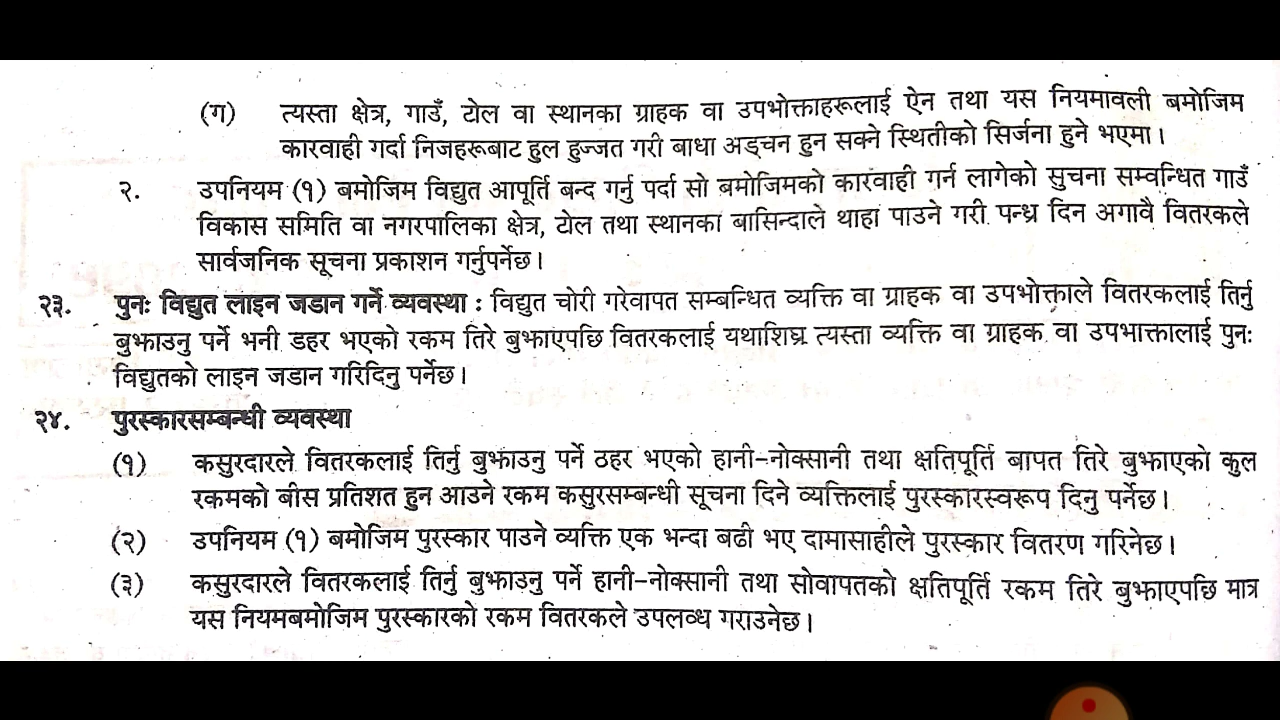 (ग) त्यस्ता क्षेत्र, गाउँ, टोल वा स्थानका ग्राहक वा उपभोक्ताहरूलाई ऐन तथा यस नियमावली बमोजिम
कारवाही गर्दा निजहरूबाट हुल हुज्जत गरी बाधा अड्चन हुन सक्ने स्थितीको सिर्जना हुने भएमा।
२. उपनियम (१) बमोजिम विद्युत आपूर्ति बन्द गर्नु पर्दा सो बमोजिमको कारवाही गर्न लागेको सुचना सम्वन्धित गाउँ
विकास समिति वा नगरपालिका क्षेत्र, टोल तथा स्थानका बासिन्दाले थाहा पाउने गरी पन्ध्र दिन अगावै वितरकले
सार्वजनिक सूचना प्रकाशन गर्नुपर्नेछ।
२३. पुनः विद्युत लाइन जडान गर्ने व्यवस्था : विद्युत चोरी गरेवापत सम्बन्धित व्यक्ति वा ग्राहक वा उपभोक्ताले वितरकलाई तिर्नु
बुझाउनु पर्ने भनी डहर भएको रकम तिरे बुझाएपछि वितरकलाई यथाशिघ्र त्यस्ता व्यक्ति वा ग्राहक वा उपभाक्तालाई पुनः
विद्युतको लाइन जडान गरिदिनु पर्नेछ।
२४. पुरस्कारसम्बन्धी व्यवस्था
(१) कसुरदारले वितरकलाई तिर्नु बुझाउनु पर्ने ठहर भएको हानी-नोक्सानी तथा क्षतिपूर्ति बापत तिरे बुझाएको कुल
रकमको बीस प्रतिशत हुन आउने रकम कसुरसम्बन्धी सूचना दिने व्यक्तिलाई पुरस्कारस्वरूप दिनु पर्नेछ।
(२) उपनियम (१) बमोजिम पुरस्कार पाउने व्यक्ति एक भन्दा बढी भए दामासाहीले पुरस्कार वितरण गरिनेछ।
(३) कसुरदारले वितरकलाई तिर्नु बुझाउनु पर्ने हानी-नोक्सानी तथा सोवापतको क्षतिपूर्ति रकम तिरे बुझाएपछि मात्र
यस नियमबमोजिम पुरस्कारको रकम वितरकले उपलव्ध गराउनेछ।